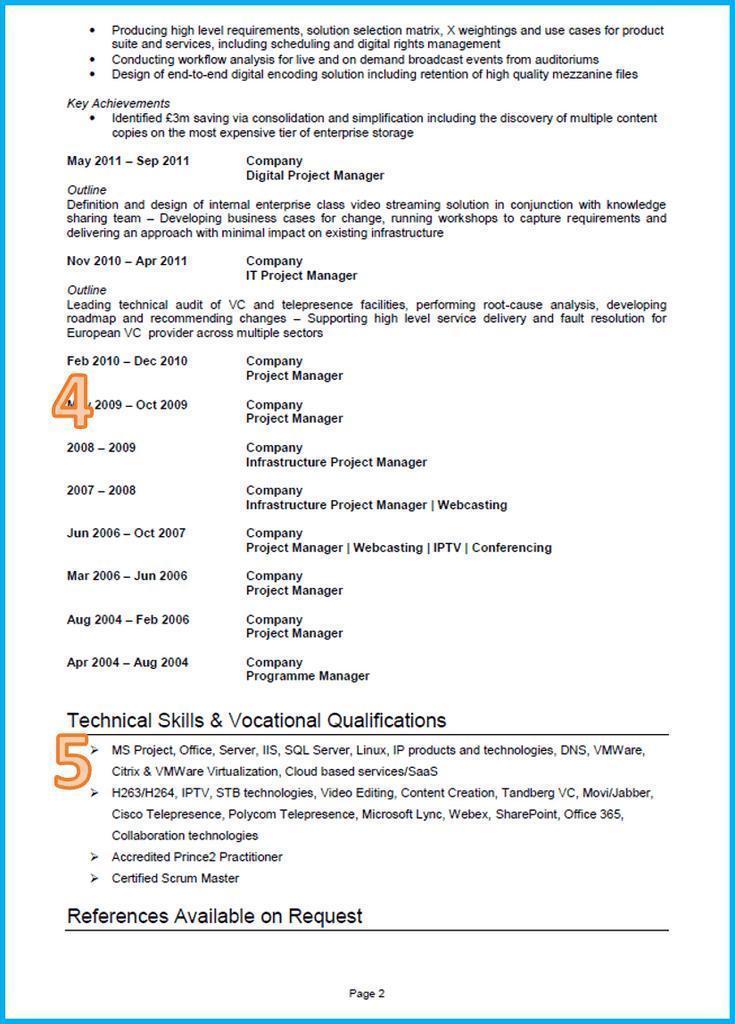 • Producing high level requirements, solution selection matrix, X weightings and use cases for product
suite and services, including scheduling and digital rights management
• Conducting workflow analysis for live and on demand broadcast events from auditoriums
• Design of end-to-end digital encoding solution including retention of high quality mezzanine files
Key Achievements
• Identified £3m saving via consolidation and simplification including the discovery of multiple content
copies on the most expensive tier of enterprise storage
May 2011 – Sep 2011 Company
Digital Project Manager
Outline
Definition and design of internal enterprise class video streaming solution in conjunction with knowledge
sharing team – Developing business cases for change, running workshops to capture requirements and
delivering an approach with minimal impact on existing infrastructure
Nov 2010 – Apr 2011 Company
IT Project Manager
Outline
Leading technical audit of VC and telepresence facilities, performing root-cause analysis, developing
roadmap and recommending changes – Supporting high level service delivery and fault resolution for
European VC provider across multiple sectors
Feb 2010 – Dec 2010 Company
Project Manager
4
2009 – Oct 2009 Company
Project Manager
2008 – 2009 Company
Infrastructure Project Manager
2007 – 2008 Company
Infrastructure Project Manager | Webcasting
Jun 2006 – Oct 2007 Company
Project Manager | Webcasting | IPTV | Conferencing
Mar 2006 – Jun 2006 Company
Project Manager
Aug 2004 – Feb 2006 Company
Project Manager
Apr 2004 – Aug 2004 Company
Programme Manager
Technical Skills & Vocational Qualifications
5
➢ MS Project, Office, Server, IIS, SQL Server, Linux, IP products and technologies, DNS, VMWare,
Citrix & VMWare Virtualization, Cloud based services/SaaS
➢ H263/H264, IPTV, STB technologies, Video Editing, Content Creation, Tandberg VC, Movi/Jabber,
Cisco Telepresence, Polycom Telepresence, Microsoft Lync, Webex, SharePoint, Office 365,
Collaboration technologies
➢ Accredited Prince2 Practitioner
➢ Certified Scrum Master
References Available on Request
Page 2